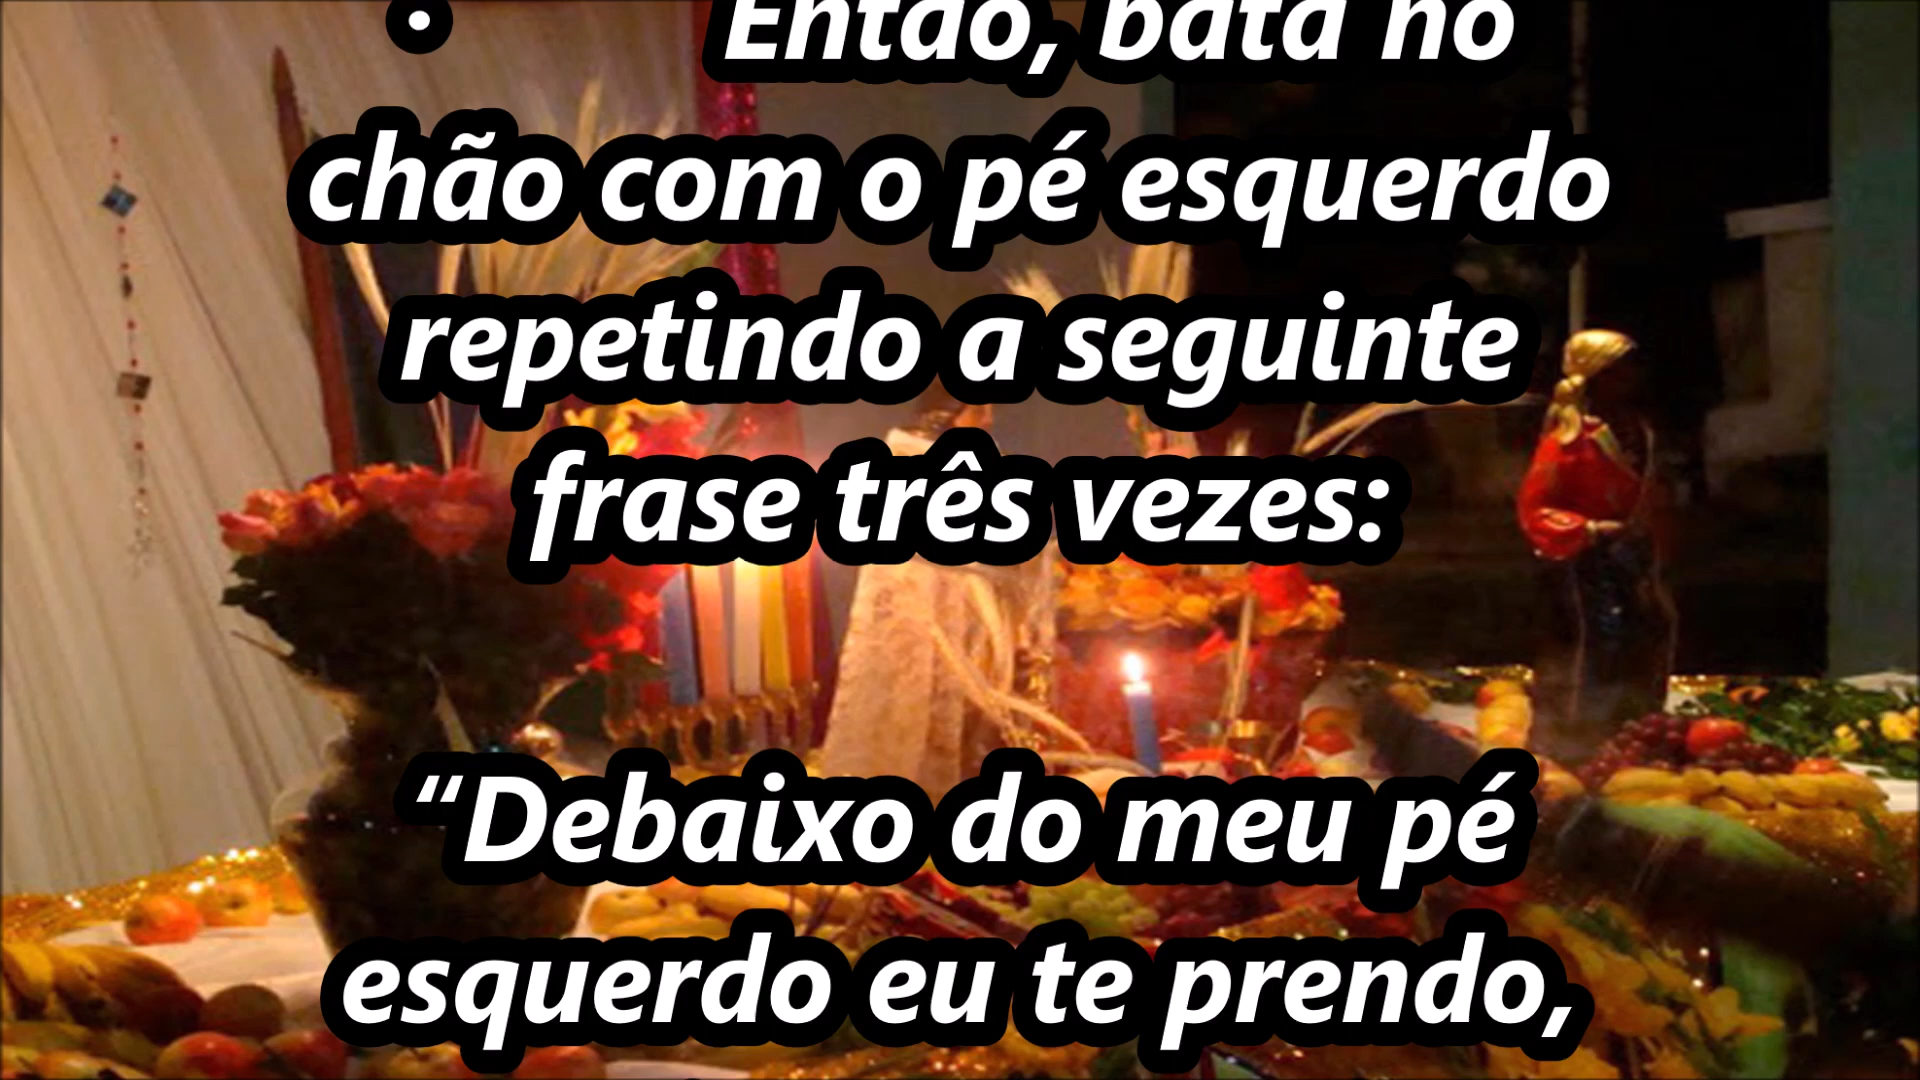 • Então, bata no
chão com o pé esquerdo
repetindo a seguinte
frase três vezes:
“Debaixo do meu pé
esquerdo eu te prendo,